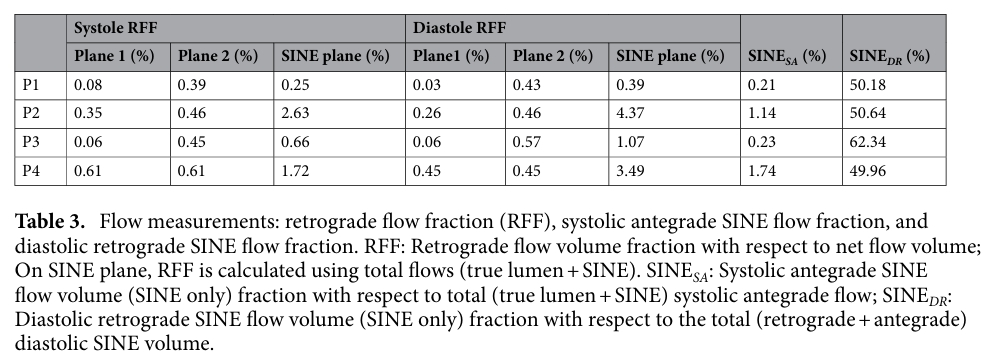 Systole RFF Diastole RFF
Plane 1 (%) Plane 2 (%) SINE plane (%) Plane1 (%) Plane 2 (%) SINE plane (%) SINESA (%) SINEDR (%)
P1 0.08 0.39 0.25 0.03 0.43 0.39 0.21 50.18
P2 0.35 0.46 2.63 0.26 0.46 4.37 1.14 50.64
P3 0.06 0.45 0.66 0.06 0.57 1.07 0.23 62.34
P4 0.61 0.61 1.72 0.45 0.45 3.49 1.74 49.96
Table 3. Flow measurements: retrograde flow fraction (RFF), systolic antegrade SINE flow fraction, and
diastolic retrograde SINE flow fraction. RFF: Retrograde flow volume fraction with respect to net flow volume;
On SINE plane, RFF is calculated using total flows (true lumen + SINE). SINESA: Systolic antegrade SINE
flow volume (SINE only) fraction with respect to total (true lumen + SINE) systolic antegrade flow; SINEDR:
Diastolic retrograde SINE flow volume (SINE only) fraction with respect to the total (retrograde + antegrade)
diastolic SINE volume.